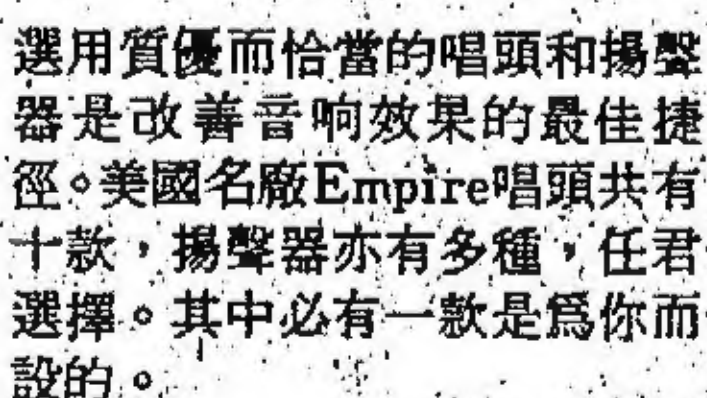 選用質優而恰當的唱頭和揚聲
器是改善音响效果的最佳捷
徑。美國名廠Empire唱頭共有
十款，揚聲器亦有多種，任君
選擇。其中必有一款是爲你而
設的。